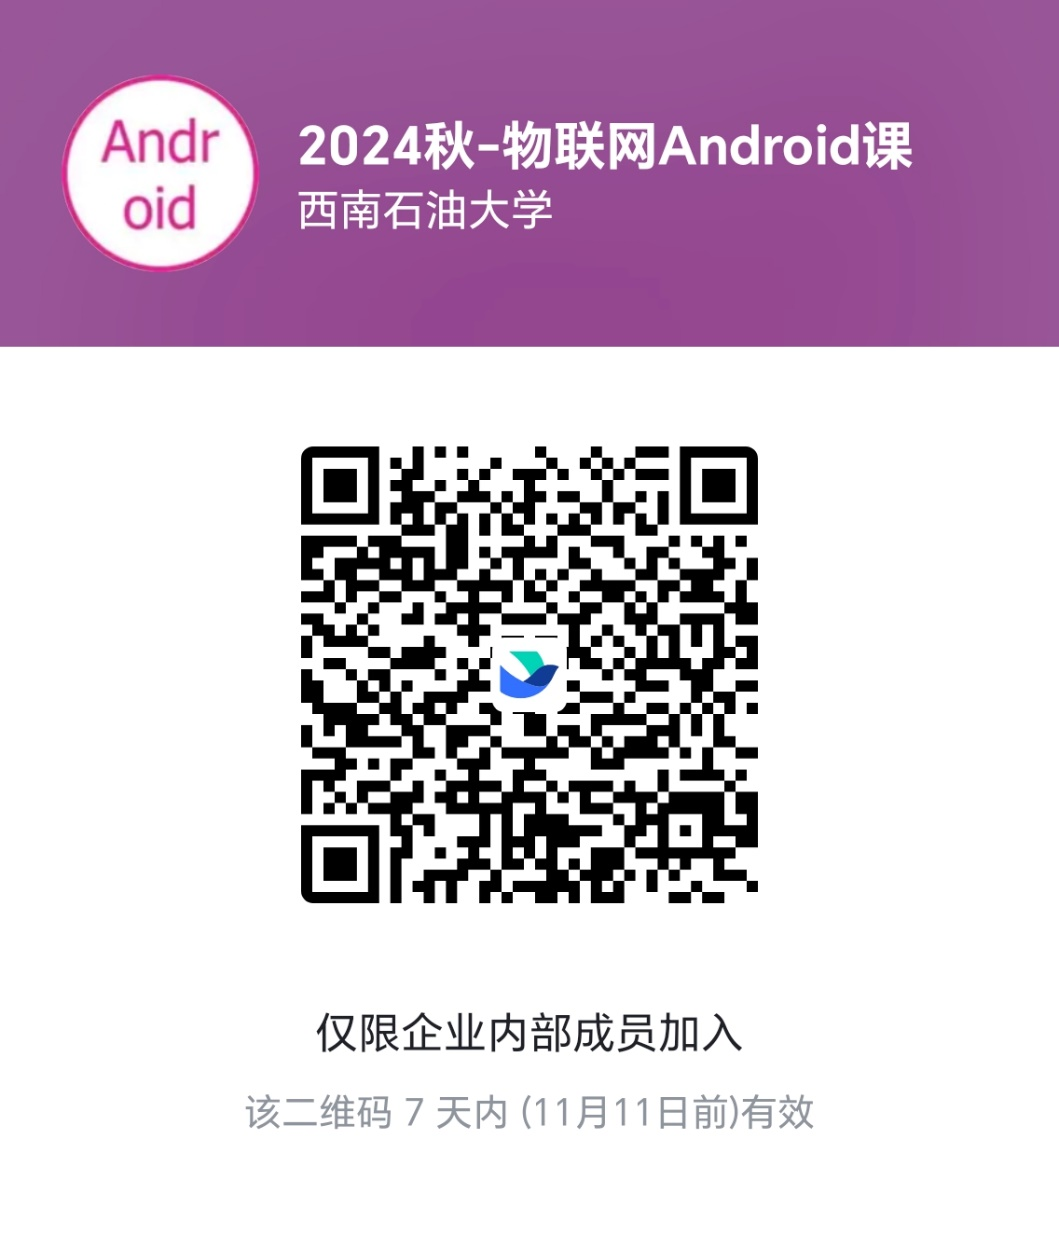 Andr
oid
2024秋-物联网Android课
西南石油大学
仅限企业内部成员加入
该二维码 7 天内 (11月11日前)有效